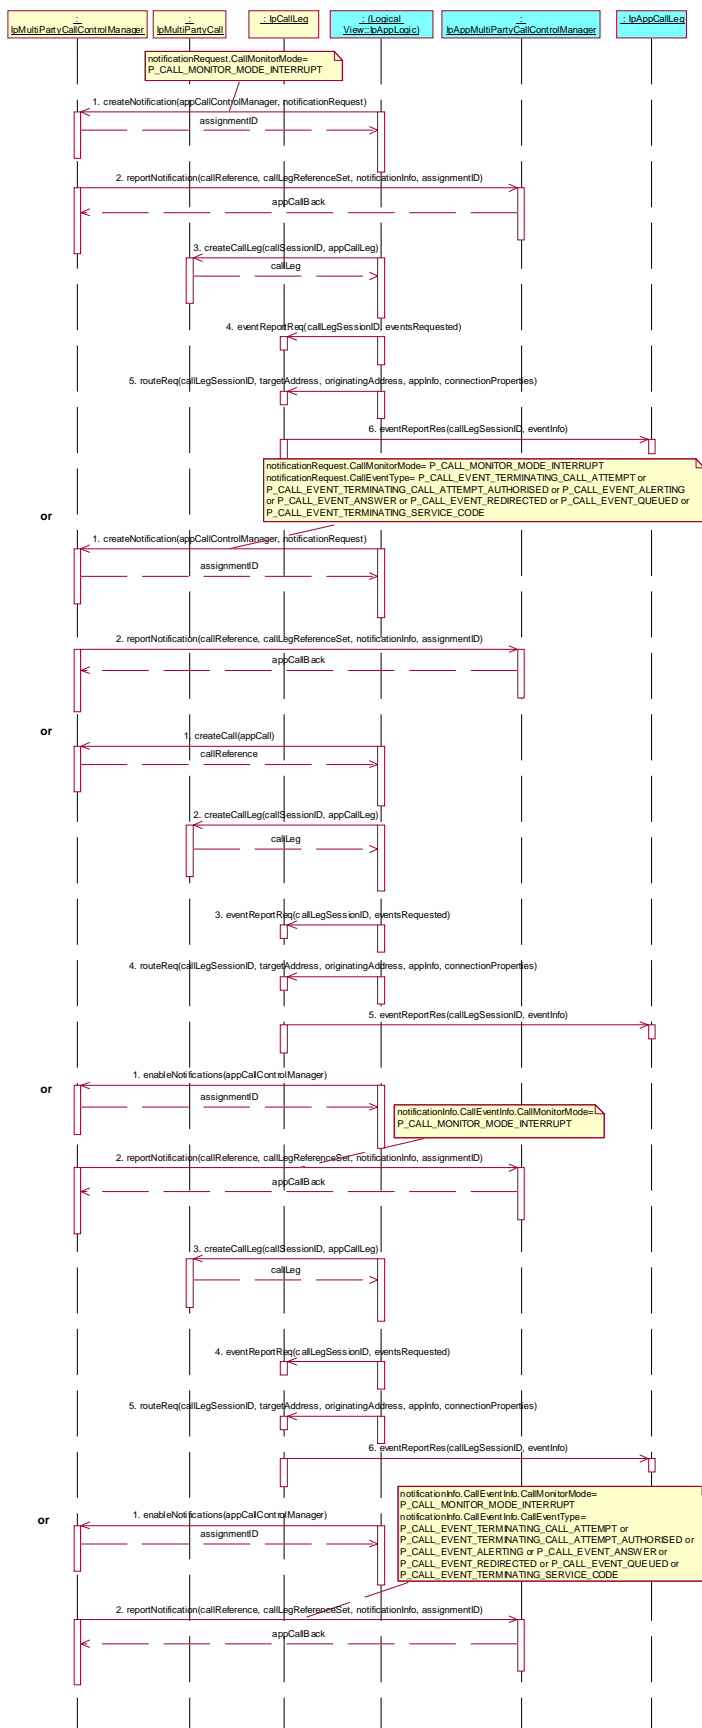 :
IpMultiPartyCallControlManager
:
IpMultiPartyCall
: IpCallLeg
: (Logical
View::IpAppLogic)
:
IpAppMultiPartyCallControlManager
: IpAppCallLeg
notificationRequest.CallMonitorMode=
P_CALL_MONITOR_MODE_INTERRUPT
1. createNotification(appCallControlManager, notificationRequest)
assignmentID
2. reportNotification(callReference, callLegReferenceSet, notificationInfo, assignmentID)
appCallBack
3. createCallLeg(callSessionID, appCallLeg)
callLeg
4. eventReportReq(callLegSessionID, eventsRequested)
5. routeReq(callLegSessionID, targetAddress, originatingAddress, appInfo, connectionProperties)
6. eventReportRes(callLegSessionID, eventInfo)
notificationRequest.CallMonitorMode= P_CALL_MONITOR_MODE_INTERRUPT
notificationRequest.CallEventType= P_CALL_EVENT_TERMINATING_CALL_ATTEMPT or
P_CALL_EVENT_TERMINATING_CALL_ATTEMPT_AUTHORISED or P_CALL_EVENT_ALERTING
or P_CALL_EVENT_ANSWER or P_CALL_EVENT_REDIRECTED or P_CALL_EVENT_QUEUED or
P_CALL_EVENT_TERMINATING_SERVICE_CODE
or
1. createNotification(appCallControlManager, notificationRequest)
assignmentID
2. reportNotification(callReference, callLegReferenceSet, notificationInfo, assignmentID)
appCallBack
or
1. createCall(appCall)
callReference
2. createCallLeg(callSessionID, appCallLeg)
callLeg
3. eventReportReq(callLegSessionID, eventsRequested)
4. routeReq(callLegSessionID, targetAddress, originatingAddress, appInfo, connectionProperties)
5. eventReportRes(callLegSessionID, eventInfo)
or
1. enableNotifications(appCallControlManager)
assignmentID
notificationInfo.CallEventInfo.CallMonitorMode=
P_CALL_MONITOR_MODE_INTERRUPT
2. reportNotification(callReference, callLegReferenceSet, notificationInfo, assignmentID)
appCallBack
3. createCallLeg(callSessionID, appCallLeg)
callLeg
4. eventReportReq(callLegSessionID, eventsRequested)
5. routeReq(callLegSessionID, targetAddress, originatingAddress, appInfo, connectionProperties)
6. eventReportRes(callLegSessionID, eventInfo)
notificationInfo.CallEventInfo.CallMonitorMode=
P_CALL_MONITOR_MODE_INTERRUPT
notificationInfo.CallEventInfo.CallEventType=
P_CALL_EVENT_TERMINATING_CALL_ATTEMPT or
P_CALL_EVENT_TERMINATING_CALL_ATTEMPT_AUTHORISED or
P_CALL_EVENT_ALERTING or P_CALL_EVENT_ANSWER or
P_CALL_EVENT_REDIRECTED or P_CALL_EVENT_QUEUED or
P_CALL_EVENT_TERMINATING_SERVICE_CODE
or
1. enableNotifications(appCallControlManager)
assignmentID
2. reportNotification(callReference, callLegReferenceSet, notificationInfo, assignmentID)
appCallBack